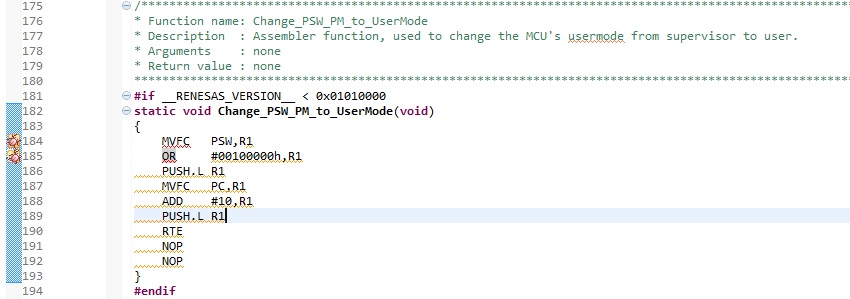 175 /******************************************************************************************************
176 * Function name: Change_PSW_PM_to_UserMode
177 * Description  : Assembler function, used to change the MCU's usermode from supervisor to user.
178 * Arguments    : none
179 * Return value : none
180 ******************************************************************************************************
181 #if __RENESAS_VERSION__ < 0x01010000
182 static void Change_PSW_PM_to_UserMode(void)
183 {
184     MVFC   PSW,R1
185     OR     #00100000h,R1
186     PUSH.L R1
187     MVFC   PC,R1
188     ADD    #10,R1
189     PUSH.L R1
190     RTE
191     NOP
192     NOP
193 }
194 #endif